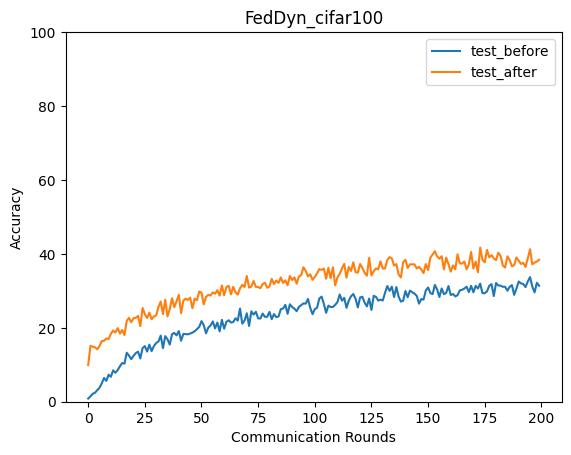 FedDyn_cifar100
100
80
60
40
20
0
Accuracy
test_before
test_after
0 25 50 75 100 125 150 175 200
Communication Rounds